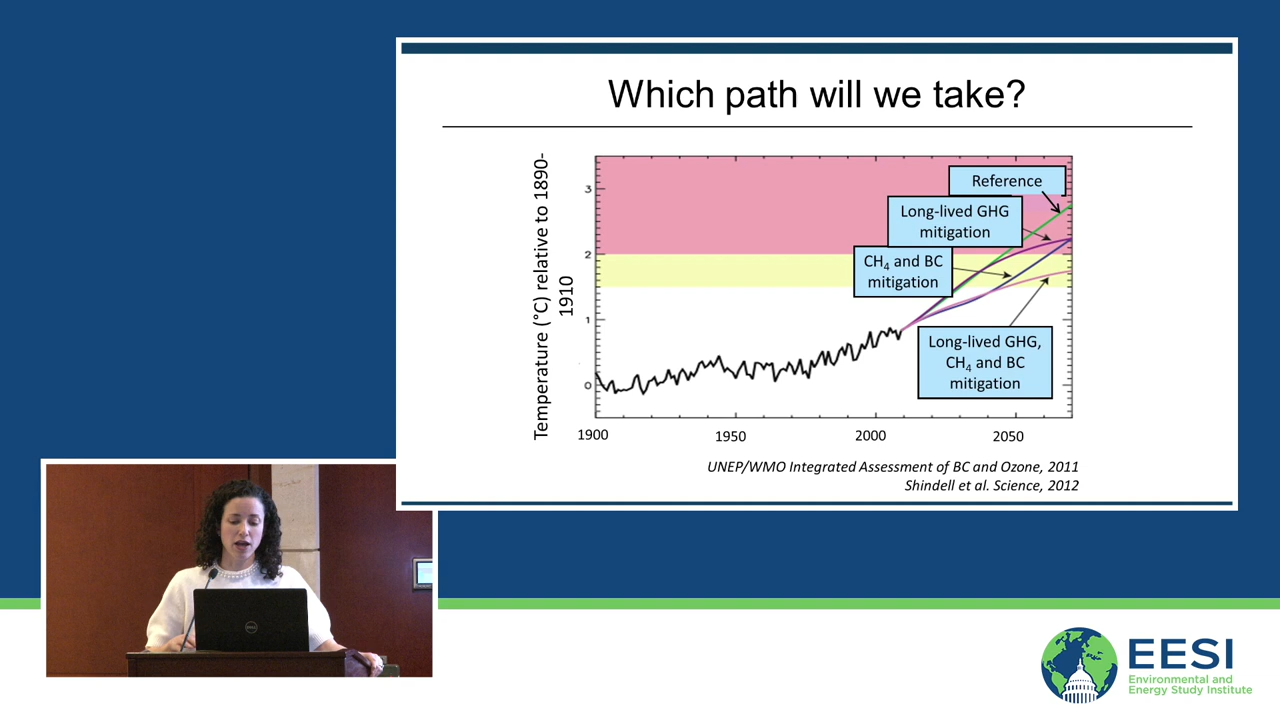 Which path will we take?
Temperature (°C) relative to 1890-
1910
3
2
1
0
1900
1950
2000
2050
Reference
Long-lived GHG
mitigation
CH₄ and BC
mitigation
Long-lived GHG,
CH₄ and BC
mitigation
UNEP/WMO Integrated Assessment of BC and Ozone, 2011
Shindell et al. Science, 2012
DELL
EESI
Environmental and
Energy Study Institute